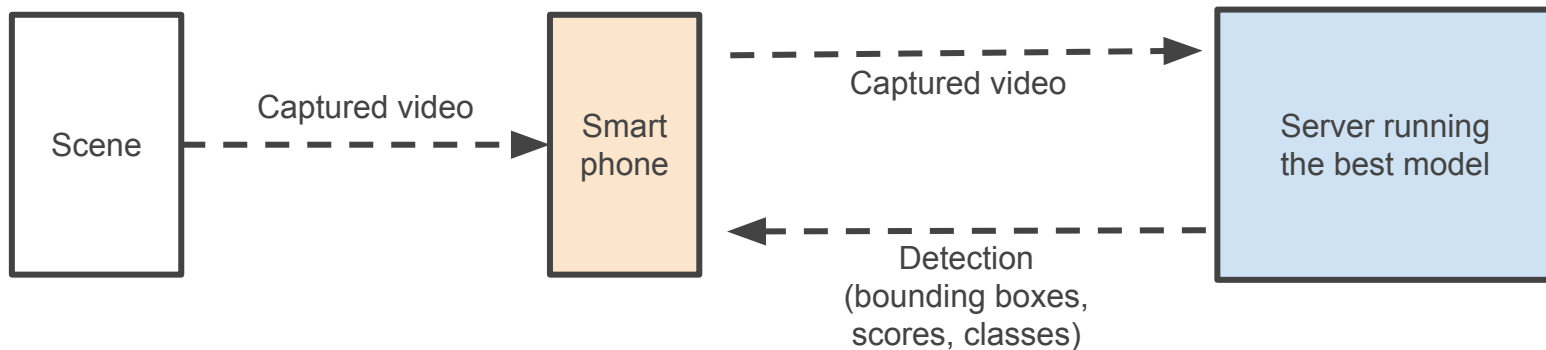 Scene
Captured video
Smart
phone
Captured video
Detection
(bounding boxes,
scores, classes)
Server running
the best model